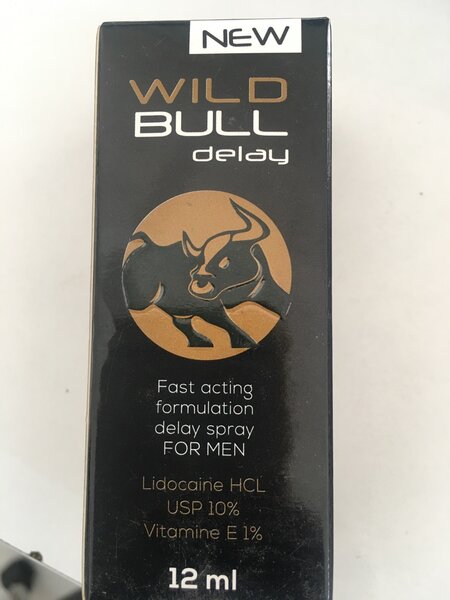 NEW
WILD
BULL
delay
Fast acting
formulation
delay spray
FOR MEN
Lidocaine HCL
USP 10%
Vitamine E 1%
12 ml